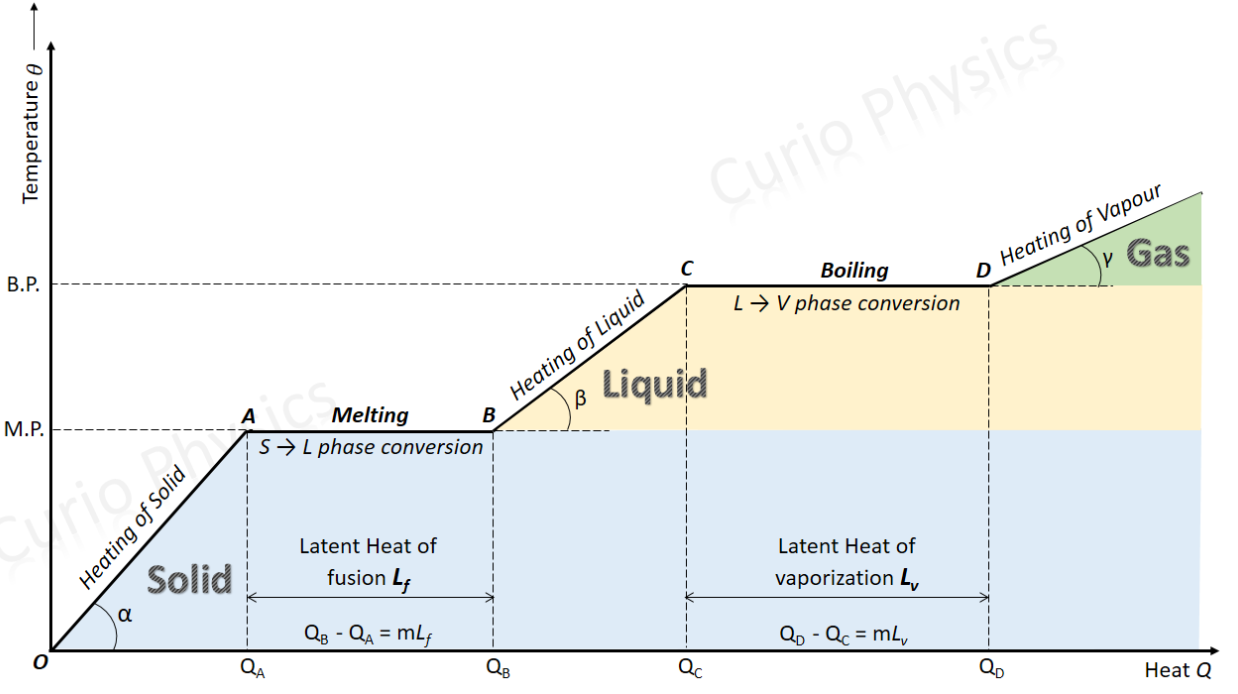 Temperature θ
Curio Physics
Heating of Vapour
γ
Gas
B.P.
C
Boiling
D
L → V phase conversion
Heating of Liquid
β
Liquid
M.P.
A
Melting
B
S → L phase conversion
Curio Physics
Heating of Solid
Solid
α
Latent Heat of
fusion Lf
QB - QA = mLf
Latent Heat of
vaporization Lv
QD - QC = mLv
O
QA
QB
QC
QD
Heat Q